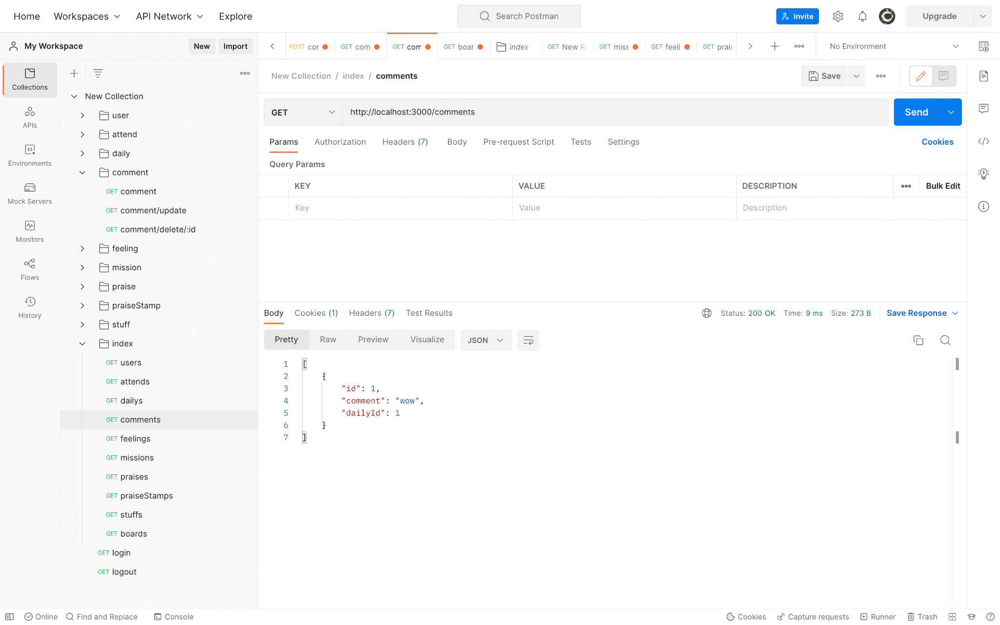 Home Workspaces API Network Explore Search Postman Invite Upgrade
My Workspace New Import
POST cor GET com GET com GET boar index GET New R GET miss GET feeli GET prais No Environment
Collections
APIs
Environments
Mock Servers
Monitors
Flows
History
New Collection
user
attend
daily
comment
GET comment
GET comment/update
GET comment/delete/:id
feeling
mission
praise
praiseStamp
stuff
index
GET users
GET attends
GET dailys
GET comments
GET feelings
GET missions
GET praises
GET praiseStamps
GET stuffs
GET boards
GET login
GET logout
New Collection / index / comments Save
GET http://localhost:3000/comments Send
Params Authorization Headers (7) Body Pre-request Script Tests Settings Cookies
Query Params
KEY VALUE DESCRIPTION Bulk Edit
Key Value Description
Body Cookies (1) Headers (7) Test Results Status: 200 OK Time: 9 ms Size: 273 B Save Response
Pretty Raw Preview Visualize JSON
1 [
2 {
3 "id": 1,
4 "comment": "wow",
5 "dailyId": 1
6 }
7 ]
Online Find and Replace Console Cookies Capture requests Runner Trash